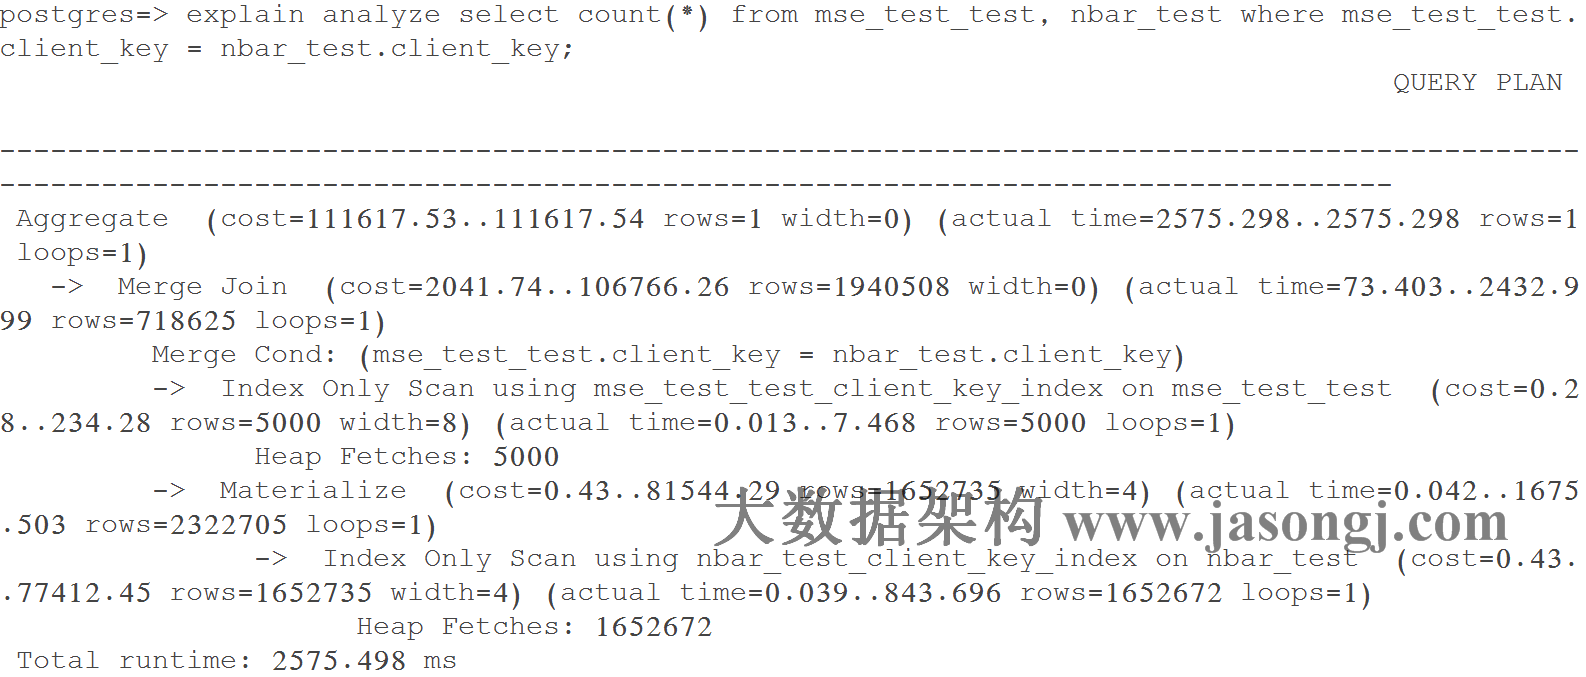 postgres=> explain analyze select count(*) from mse_test_test, nbar_test where mse_test_test.
client_key = nbar_test.client_key;
QUERY PLAN
---------------------------------------------------------------------------------------------
----------------------------------------------------------------------------------
Aggregate  (cost=111617.53..111617.54 rows=1 width=0) (actual time=2575.298..2575.298 rows=1
loops=1)
->  Merge Join  (cost=2041.74..106766.26 rows=1940508 width=0) (actual time=73.403..2432.9
99 rows=718625 loops=1)
Merge Cond: (mse_test_test.client_key = nbar_test.client_key)
->  Index Only Scan using mse_test_test_client_key_index on mse_test_test  (cost=0.2
8..234.28 rows=5000 width=8) (actual time=0.013..7.468 rows=5000 loops=1)
Heap Fetches: 5000
->  Materialize  (cost=0.43..81544.29 rows=1652735 width=4) (actual time=0.042..1675
.503 rows=2322705 loops=1)
大数据架构 www.jasongj.com
->  Index Only Scan using nbar_test_client_key_index on nbar_test  (cost=0.43.
.77412.45 rows=1652735 width=4) (actual time=0.039..843.696 rows=1652672 loops=1)
Heap Fetches: 1652672
Total runtime: 2575.498 ms